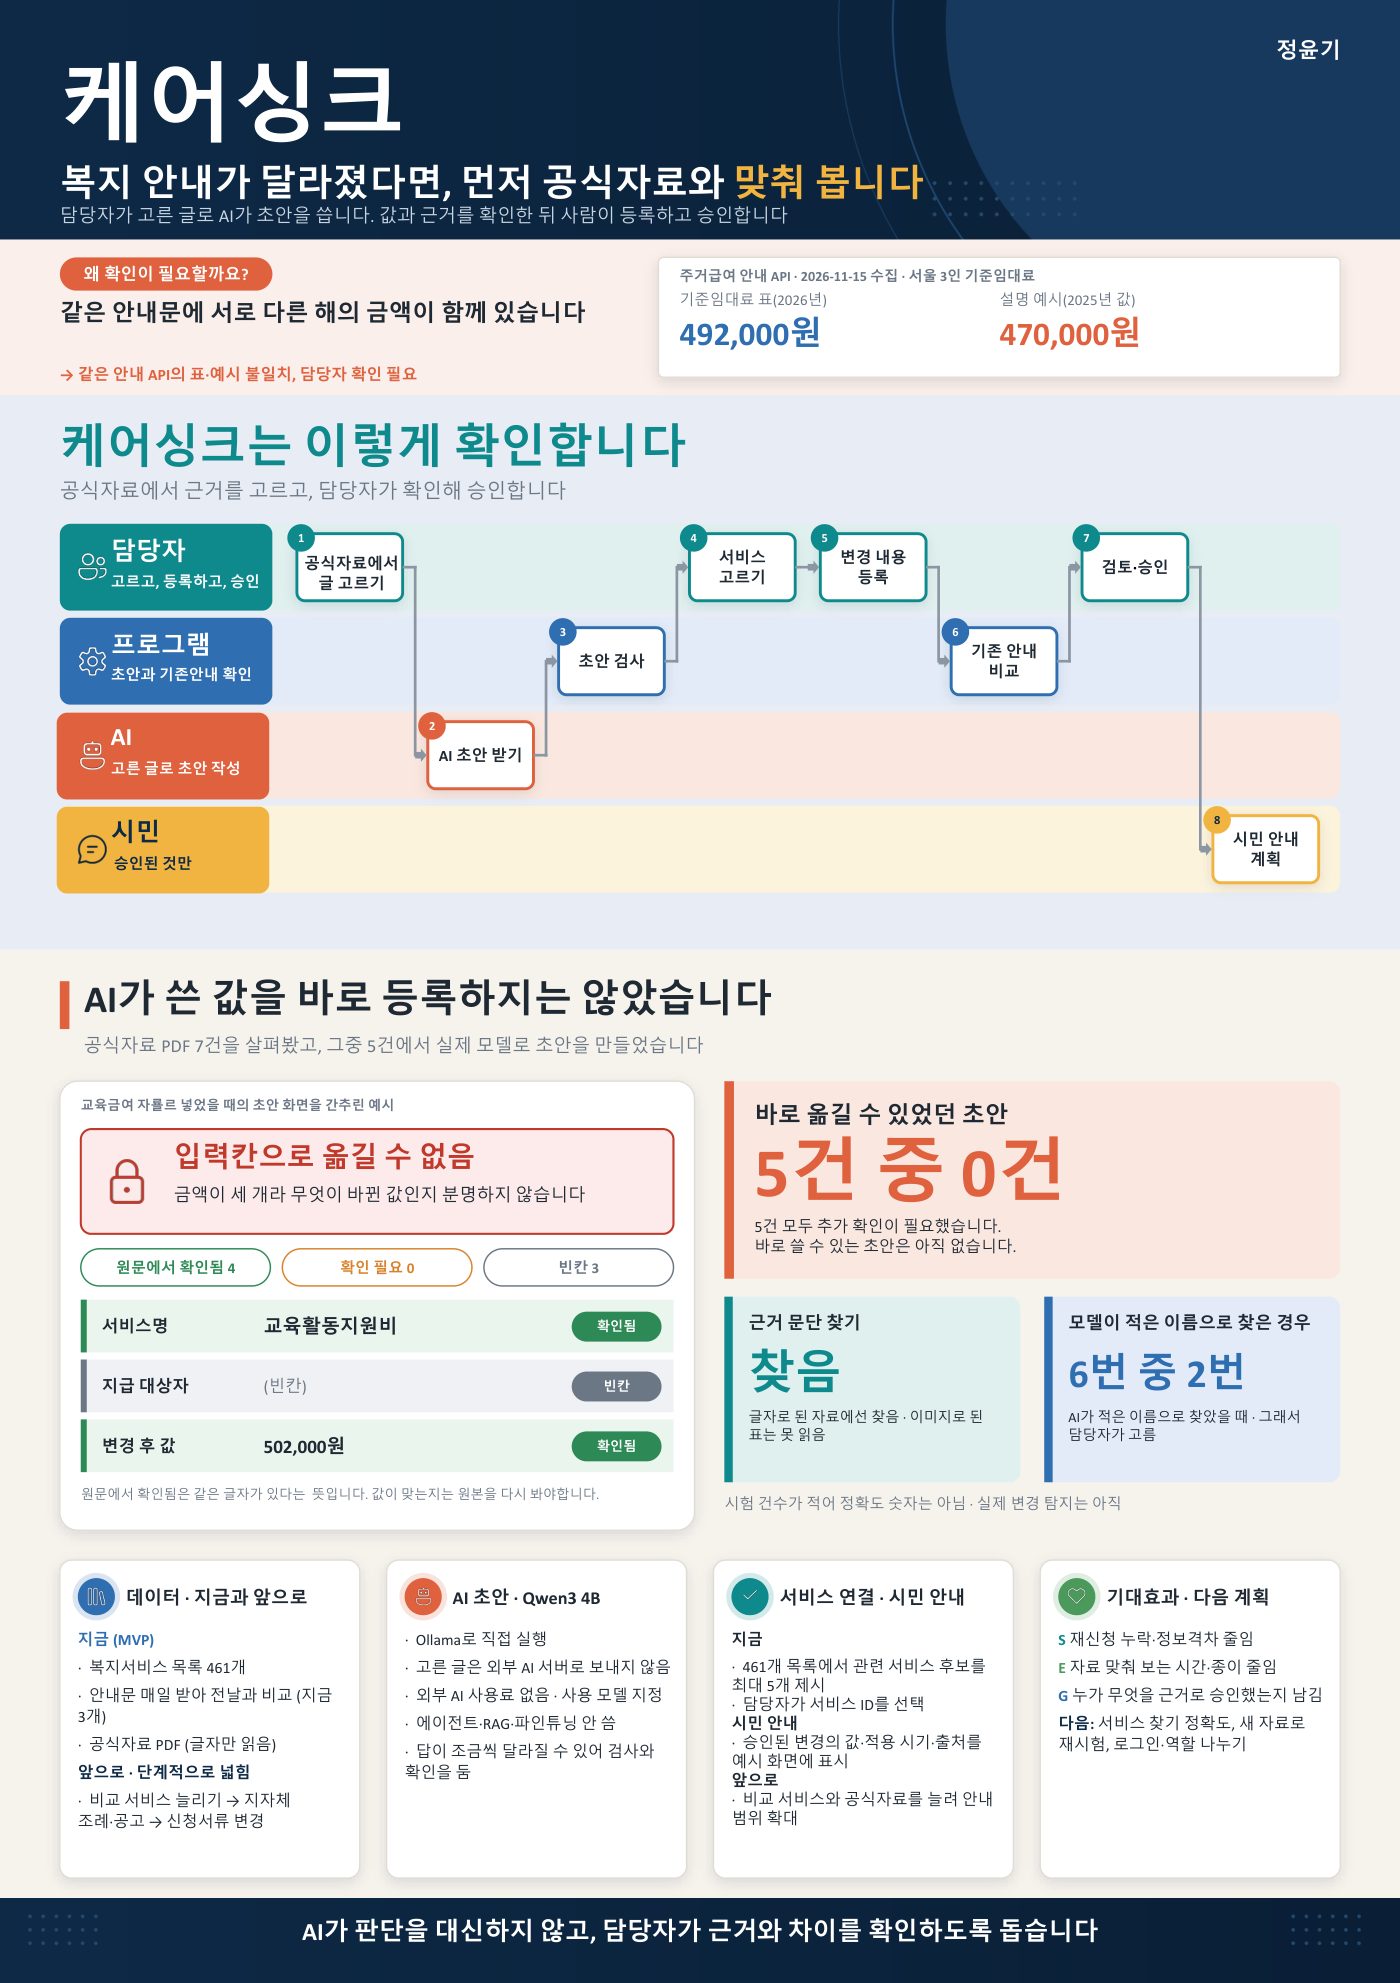 정윤기
케어싱크
복지 안내가 달라졌다면, 먼저 공식자료와 맞춰 봅니다
담당자가 고른 글로 AI가 초안을 씁니다. 값과 근거를 확인한 뒤 사람이 등록하고 승인합니다
왜 확인이 필요할까요?
같은 안내문에 서로 다른 해의 금액이 함께 있습니다
→ 같은 안내 API의 표·예시 불일치, 담당자 확인 필요
주거급여 안내 API · 2026-11-15 수집 · 서울 3인 기준임대료
기준임대료 표(2026년)
492,000원
설명 예시(2025년 값)
470,000원
케어싱크는 이렇게 확인합니다
공식자료에서 근거를 고르고, 담당자가 확인해 승인합니다
담당자
고르고, 등록하고, 승인
프로그램
초안과 기존안내 확인
AI
고른 글로 초안 작성
시민
승인된 것만
1
공식자료에서
글 고르기
2
AI 초안 받기
3
초안 검사
4
서비스
고르기
5
변경 내용
등록
6
기존 안내
비교
7
검토·승인
8
시민 안내
계획
AI가 쓴 값을 바로 등록하지는 않았습니다
공식자료 PDF 7건을 살펴봤고, 그중 5건에서 실제 모델로 초안을 만들었습니다
교육급여 자룔르 넣었을 때의 초안 화면을 간추린 예시
입력칸으로 옮길 수 없음
금액이 세 개라 무엇이 바뀐 값인지 분명하지 않습니다
원문에서 확인됨 4
확인 필요 0
빈칸 3
서비스명
교육활동지원비
확인됨
지급 대상자
(빈칸)
빈칸
변경 후 값
502,000원
확인됨
원문에서 확인됨은 같은 글자가 있다는 뜻입니다. 값이 맞는지는 원본을 다시 봐야합니다.
바로 옮길 수 있었던 초안
5건 중 0건
5건 모두 추가 확인이 필요했습니다.
바로 쓸 수 있는 초안은 아직 없습니다.
근거 문단 찾기
찾음
글자로 된 자료에선 찾음 · 이미지로 된
표는 못 읽음
모델이 적은 이름으로 찾은 경우
6번 중 2번
AI가 적은 이름으로 찾았을 때 · 그래서
담당자가 고름
시험 건수가 적어 정확도 숫자는 아님 · 실제 변경 탐지는 아직
데이터 · 지금과 앞으로
지금 (MVP)
· 복지서비스 목록 461개
· 안내문 매일 받아 전날과 비교 (지금
3개)
· 공식자료 PDF (글자만 읽음)
앞으로 · 단계적으로 넓힘
· 비교 서비스 늘리기 → 지자체
조례·공고 → 신청서류 변경
AI 초안 · Qwen3 4B
· Ollama로 직접 실행
· 고른 글은 외부 AI 서버로 보내지 않음
· 외부 AI 사용료 없음 · 사용 모델 지정
· 에이전트·RAG·파인튜닝 안 씀
· 답이 조금씩 달라질 수 있어 검사와
확인을 둠
서비스 연결 · 시민 안내
지금
· 461개 목록에서 관련 서비스 후보를
최대 5개 제시
· 담당자가 서비스 ID를 선택
시민 안내
· 승인된 변경의 값·적용 시기·출처를
예시 화면에 표시
앞으로
· 비교 서비스와 공식자료를 늘려 안내
범위 확대
기대효과 · 다음 계획
S 재신청 누락·정보격차 줄임
E 자료 맞춰 보는 시간·종이 줄임
G 누가 무엇을 근거로 승인했는지 남김
다음: 서비스 찾기 정확도, 새 자료로
재시험, 로그인·역할 나누기
AI가 판단을 대신하지 않고, 담당자가 근거와 차이를 확인하도록 돕습니다